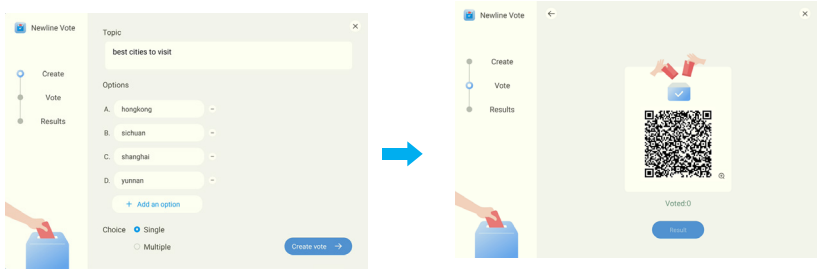 Newline Vote
Topic
best cities to visit
Create
Vote
Results
Options
A. hongkong
B. sichuan
C. shanghai
D. yunnan
+ Add an option
Choice
Single
Multiple
Create vote →
Newline Vote
Create
Vote
Results
Voted:0
Result